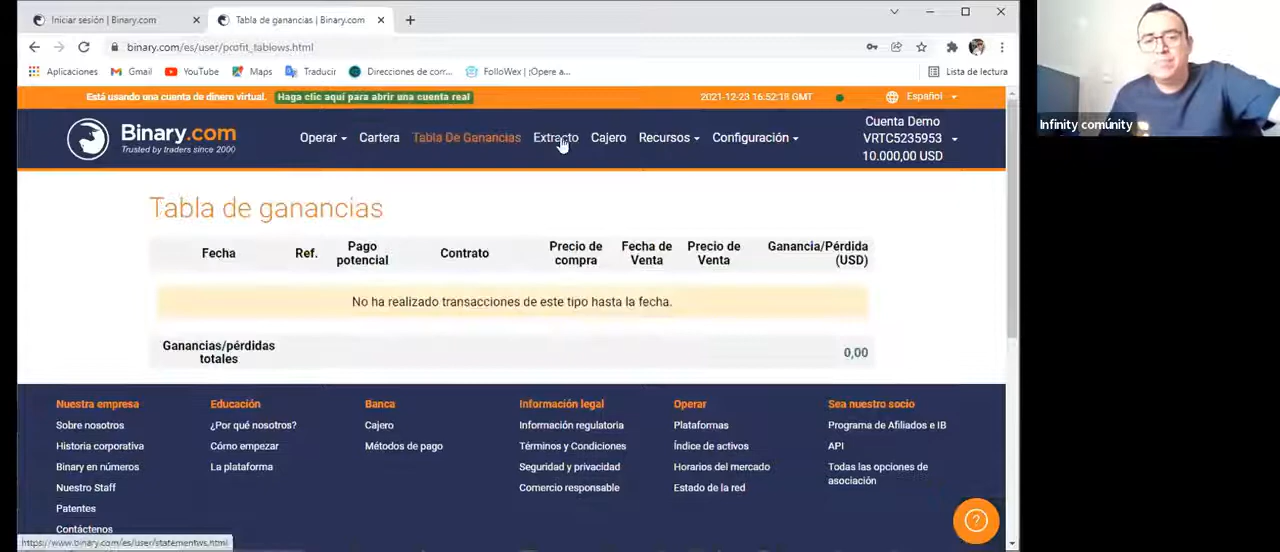 Iniciar sesión | Binary.com
Tabla de ganancias | Binary.com
binary.com/es/user/profit_tablews.html
Aplicaciones
Gmail
YouTube
Maps
Traducir
Direcciones de corr...
FolloWex | ¡Opere a...
Lista de lectura
Está usando una cuenta de dinero virtual. Haga clic aquí para abrir una cuenta real
2021-12-23 16:52:18 GMT
Español
Binary.com
Trusted by traders since 2000
Operar
Cartera
Tabla De Ganancias
Extracto
Cajero
Recursos
Configuración
Cuenta Demo
VRTC5235953
10.000,00 USD
Infinity comúnity
Tabla de ganancias
Fecha
Ref.
Pago
potencial
Contrato
Precio de
compra
Fecha de
Venta
Precio de
Venta
Ganancia/Pérdida
(USD)
No ha realizado transacciones de este tipo hasta la fecha.
Ganancias/pérdidas
totales
0,00
Nuestra empresa
Sobre nosotros
Historia corporativa
Binary en números
Nuestro Staff
Patentes
Contáctenos
Educación
¿Por qué nosotros?
Cómo empezar
La plataforma
Banca
Cajero
Métodos de pago
Información legal
Información regulatoria
Términos y Condiciones
Seguridad y privacidad
Comercio responsable
Operar
Plataformas
Índice de activos
Horarios del mercado
Estado de la red
Sea nuestro socio
Programa de Afiliados e IB
API
Todas las opciones de
asociación
https://www.binary.com/es/user/statementws.html